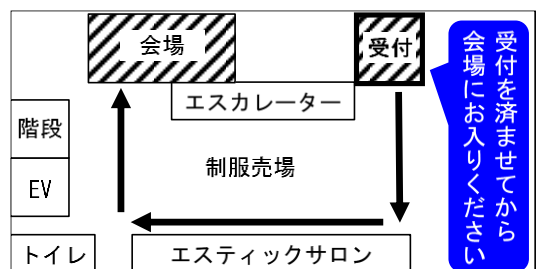 会場
受付
受付を済ませてから
会場にお入りください
エスカレーター
階段
制服売場
EV
トイレ
エスティックサロン